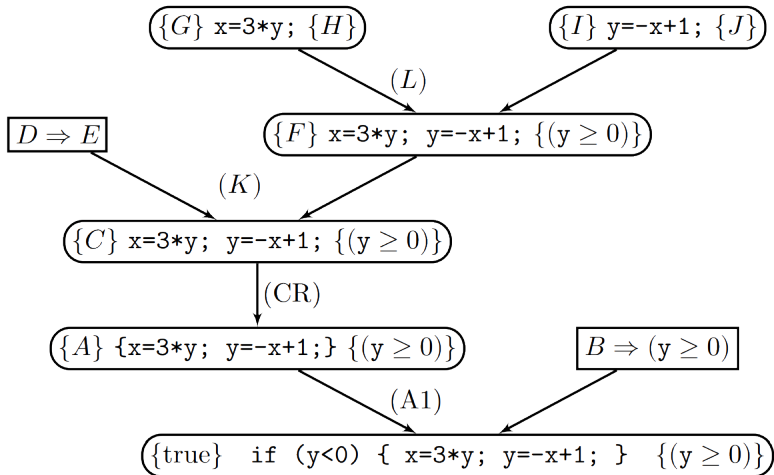 {G} x=3*y; {H}
{I} y=-x+1; {J}
(L)
D ⇒ E
{F} x=3*y; y=-x+1; {(y ≥ 0)}
(K)
{C} x=3*y; y=-x+1; {(y ≥ 0)}
(CR)
{A} {x=3*y; y=-x+1;} {(y ≥ 0)}
B ⇒ (y ≥ 0)
(A1)
{true} if (y<0) { x=3*y; y=-x+1; } {(y ≥ 0)}